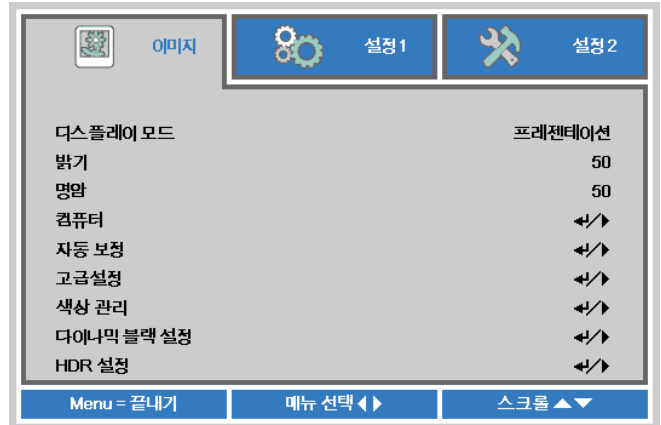 이미지 설정1 설정2
디스플레이 모드 프레젠테이션
밝기 50
명암 50
컴퓨터
자동 보정
고급설정
색상 관리
다이나믹 블랙 설정
HDR 설정
Menu = 끝내기 메뉴 선택 스크롤